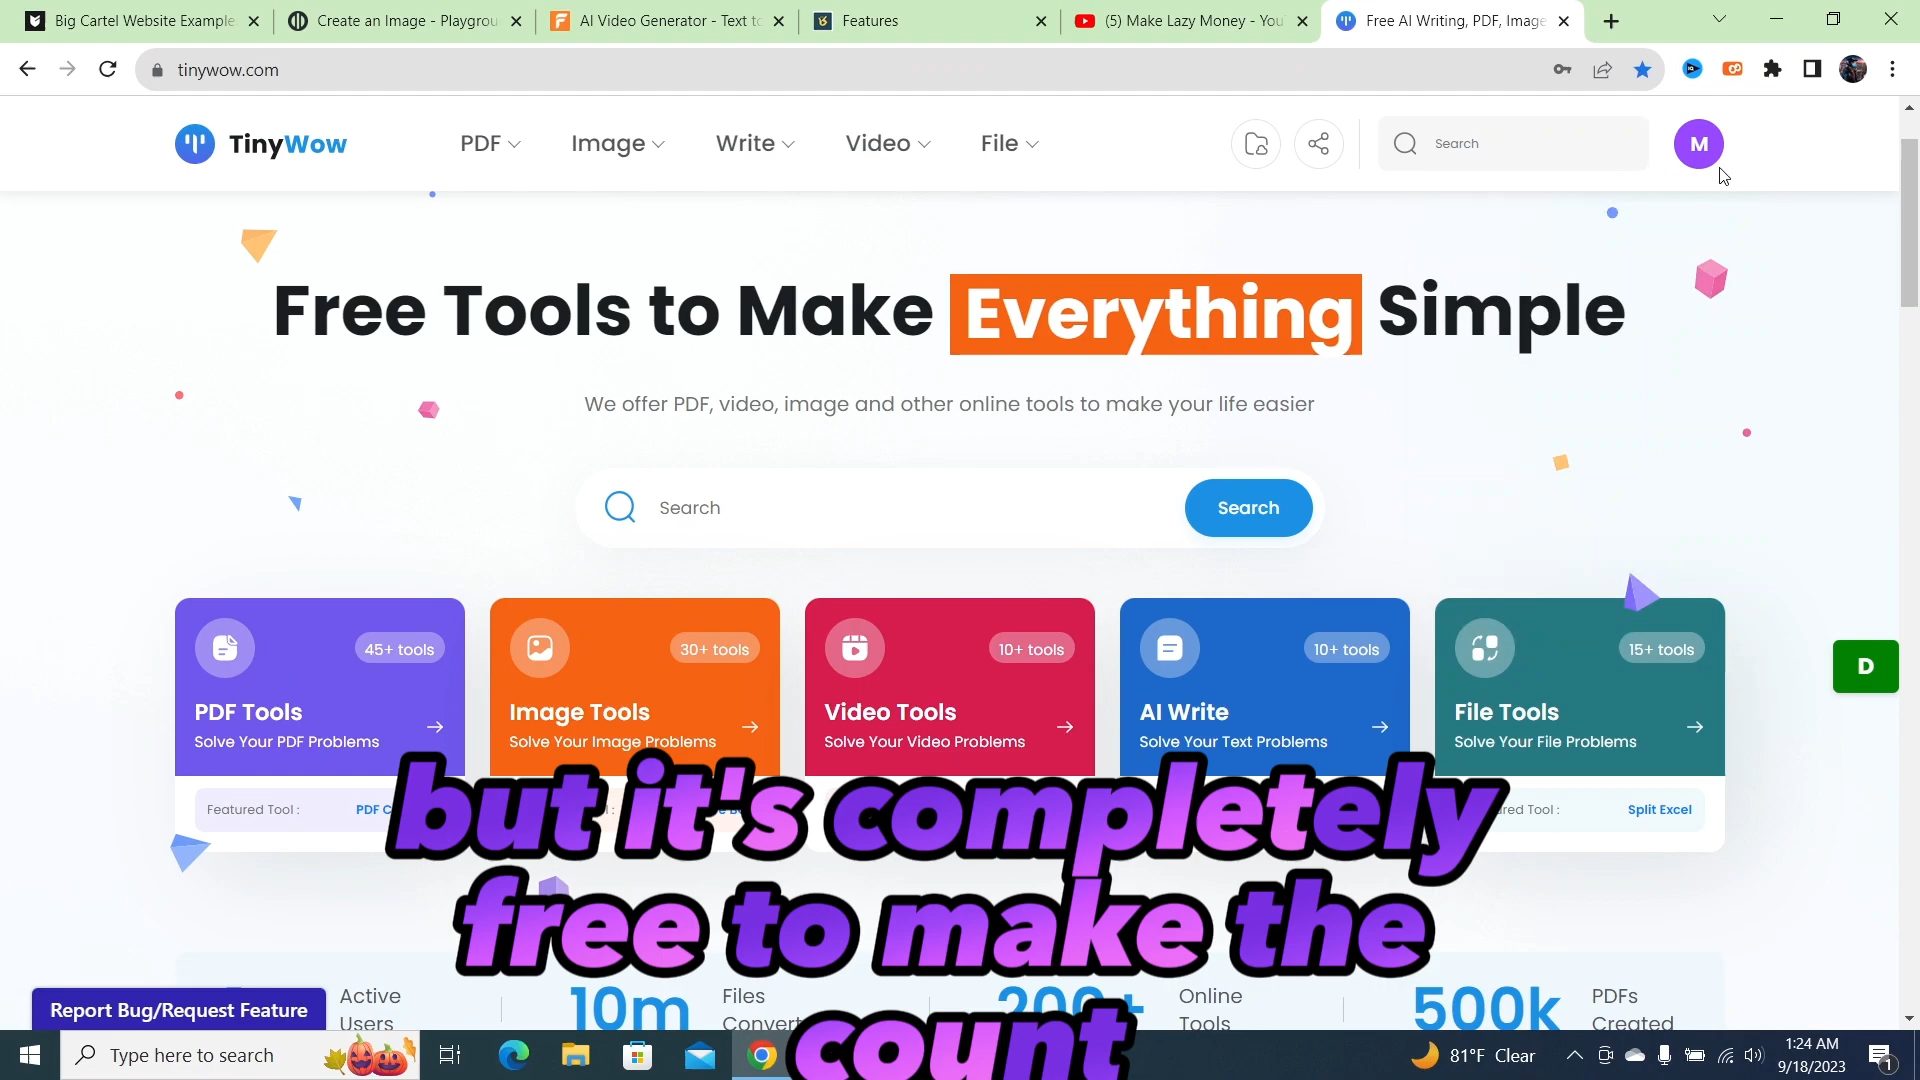 Big Cartel Website Example
Create an Image - Playgrou
AI Video Generator - Text to
Features
(5) Make Lazy Money - You
Free AI Writing, PDF, Image
tinywow.com
TinyWow
PDF
Image
Write
Video
File
Search
M
Free Tools to Make Everything Simple
We offer PDF, video, image and other online tools to make your life easier
Search
Search
45+ tools
PDF Tools
Solve Your PDF Problems
30+ tools
Image Tools
Solve Your Image Problems
10+ tools
Video Tools
Solve Your Video Problems
10+ tools
AI Write
Solve Your Text Problems
15+ tools
File Tools
Solve Your File Problems
D
Featured Tool :
PDF C
Split Excel
but it's completely
free to make the
count
Report Bug/Request Feature
Active
Users
10m
Files
Convert
200+
Online
Tools
500k
PDFs
Created
Type here to search
81°F Clear
1:24 AM
9/18/2023
1